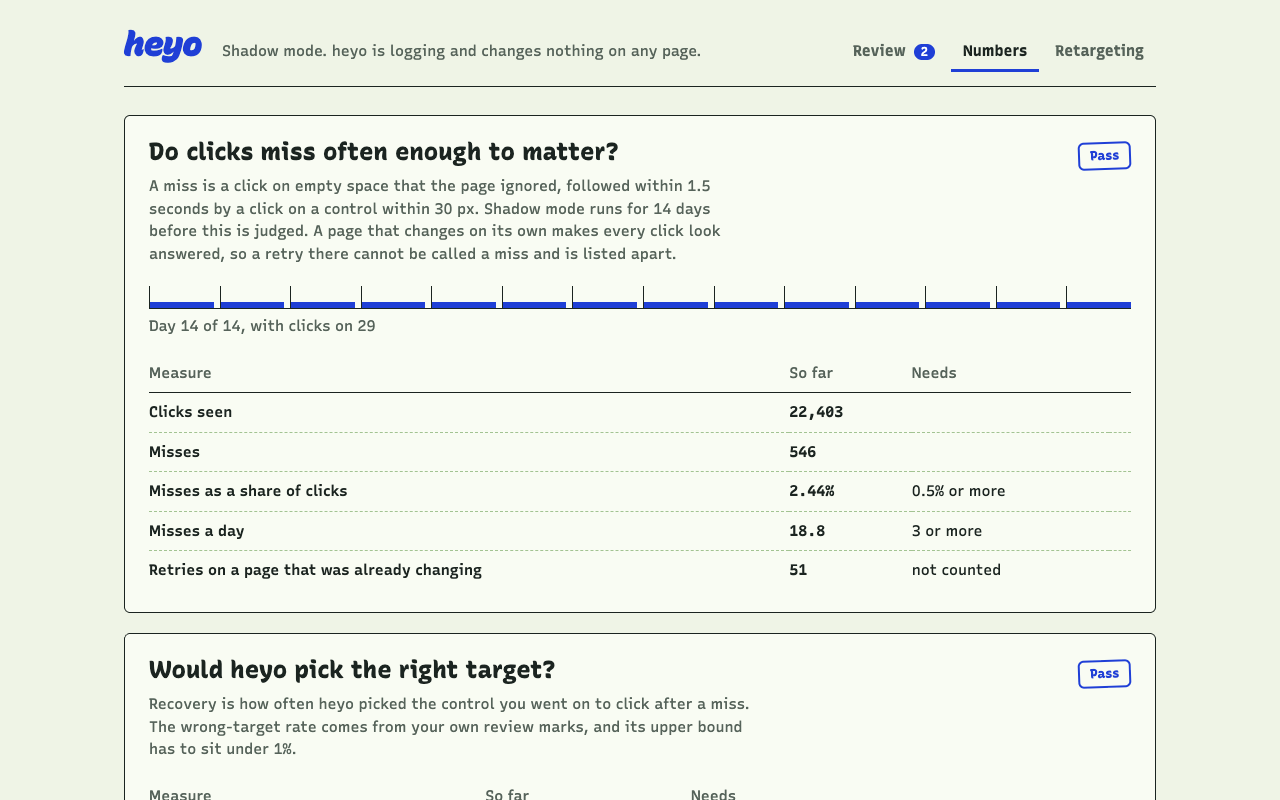 heyo Shadow mode. heyo is logging and changes nothing on any page. Review 2 Numbers Retargeting
Do clicks miss often enough to matter? Pass
A miss is a click on empty space that the page ignored, followed within 1.5
seconds by a click on a control within 30 px. Shadow mode runs for 14 days
before this is judged. A page that changes on its own makes every click look
answered, so a retry there cannot be called a miss and is listed apart.
Day 14 of 14, with clicks on 29
Measure So far Needs
Clicks seen 22,403
Misses 546
Misses as a share of clicks 2.44% 0.5% or more
Misses a day 18.8 3 or more
Retries on a page that was already changing 51 not counted
Would heyo pick the right target? Pass
Recovery is how often heyo picked the control you went on to click after a miss.
The wrong-target rate comes from your own review marks, and its upper bound
has to sit under 1%.
Measure So far Needs